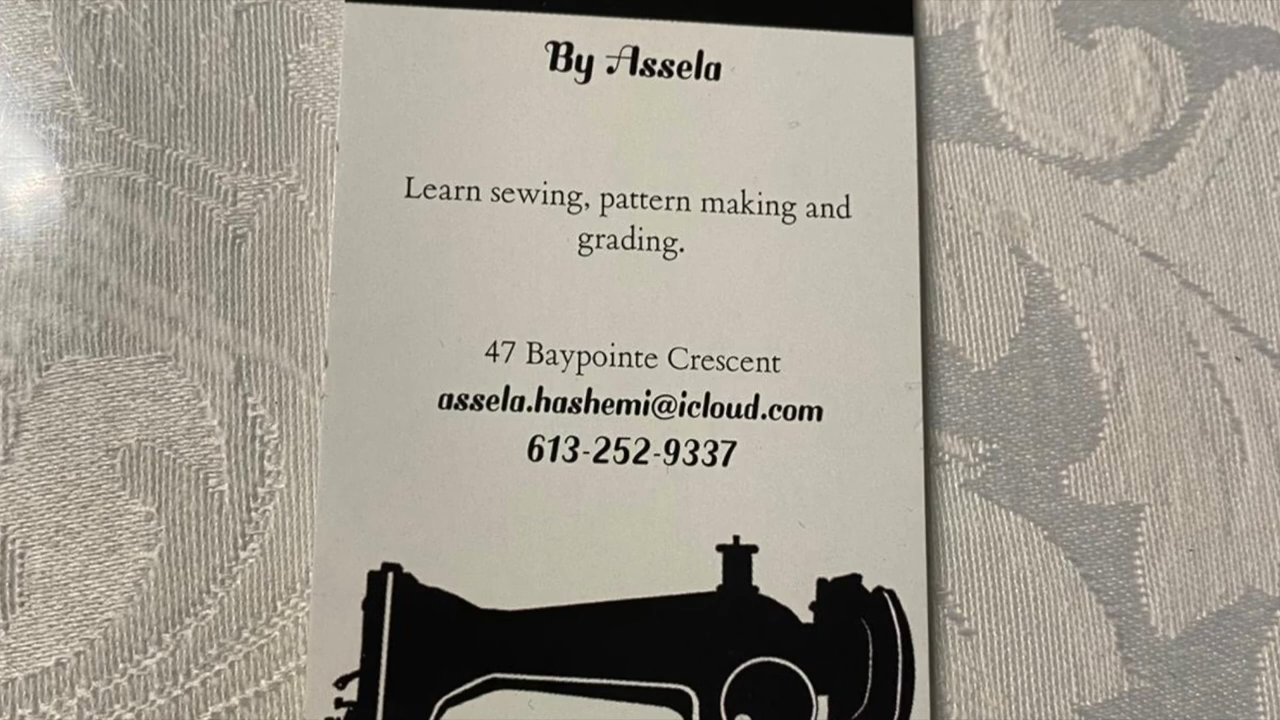 By Assela
Learn sewing, pattern making and
grading.
47 Baypointe Crescent
assela.hashemi@icloud.com
613-252-9337